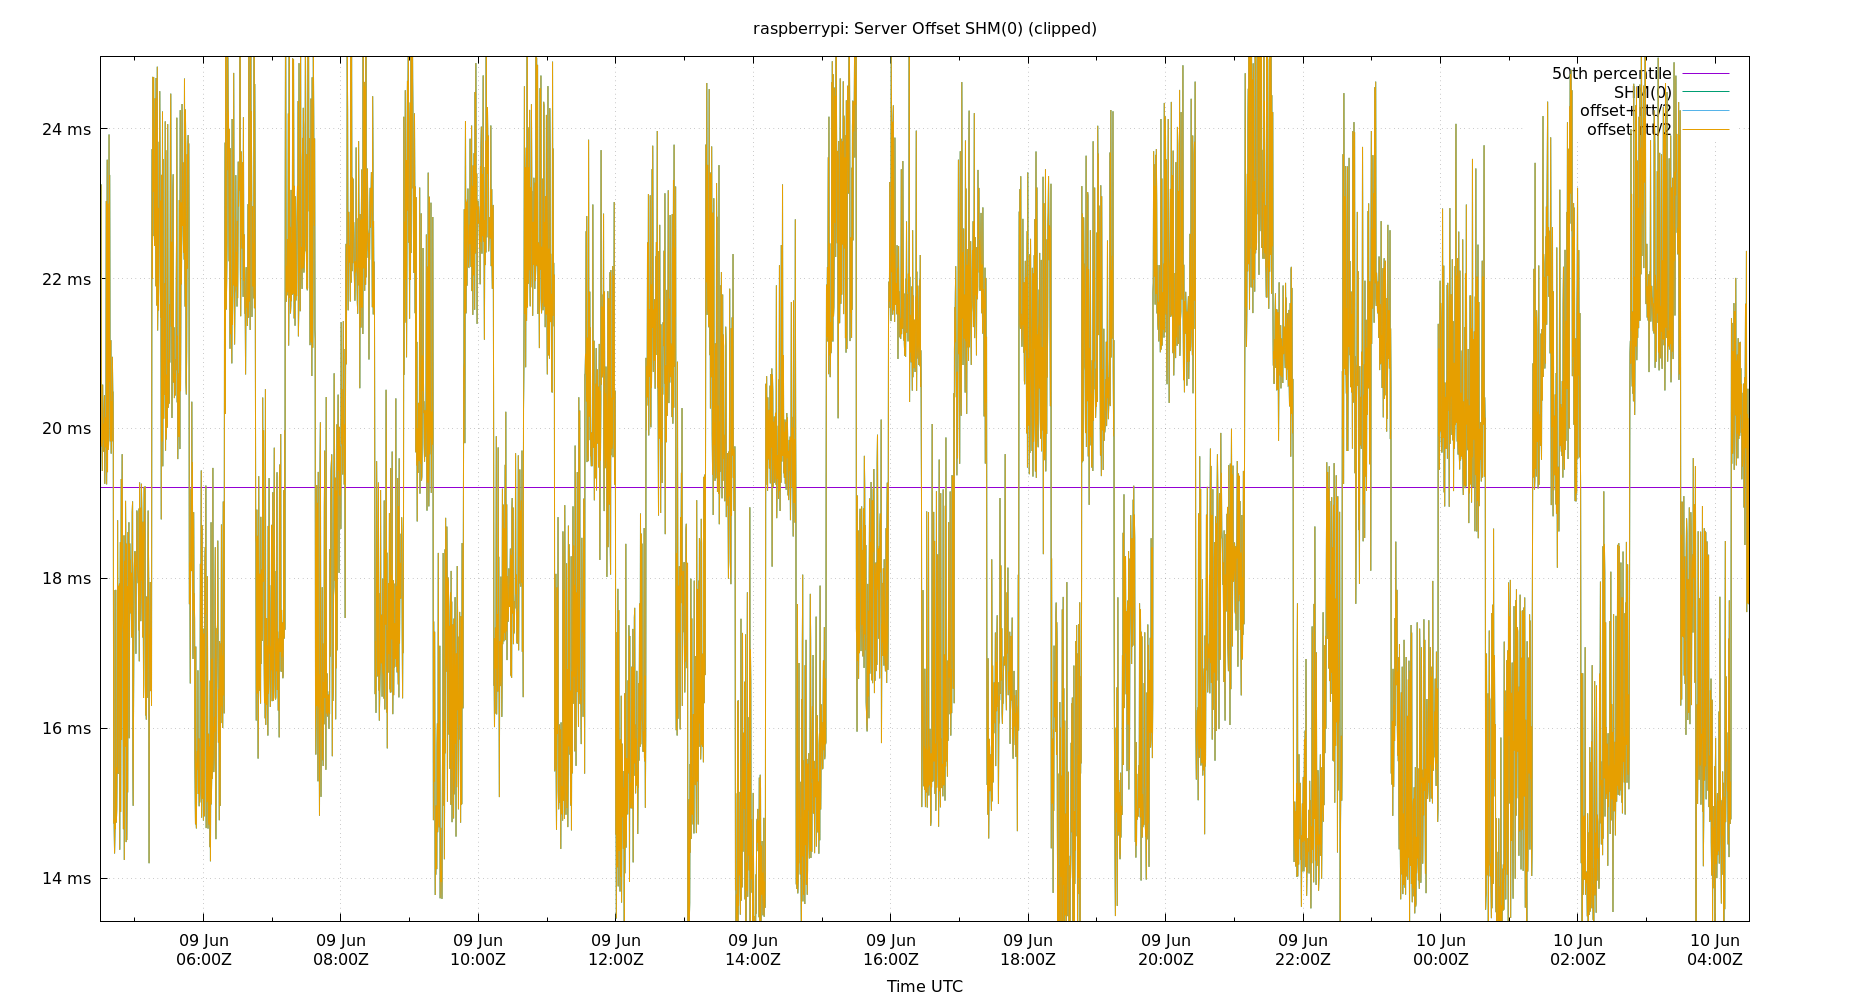 raspberrypi: Server Offset SHM(0) (clipped)
50th percentile
SHM(0)
offset+rtt/2
offset-rtt/2
24 ms
22 ms
20 ms
18 ms
16 ms
14 ms
09 Jun 09 Jun 09 Jun 09 Jun 09 Jun 09 Jun 09 Jun 09 Jun 09 Jun 10 Jun 10 Jun 10 Jun
06:00Z 08:00Z 10:00Z 12:00Z 14:00Z 16:00Z 18:00Z 20:00Z 22:00Z 00:00Z 02:00Z 04:00Z
Time UTC